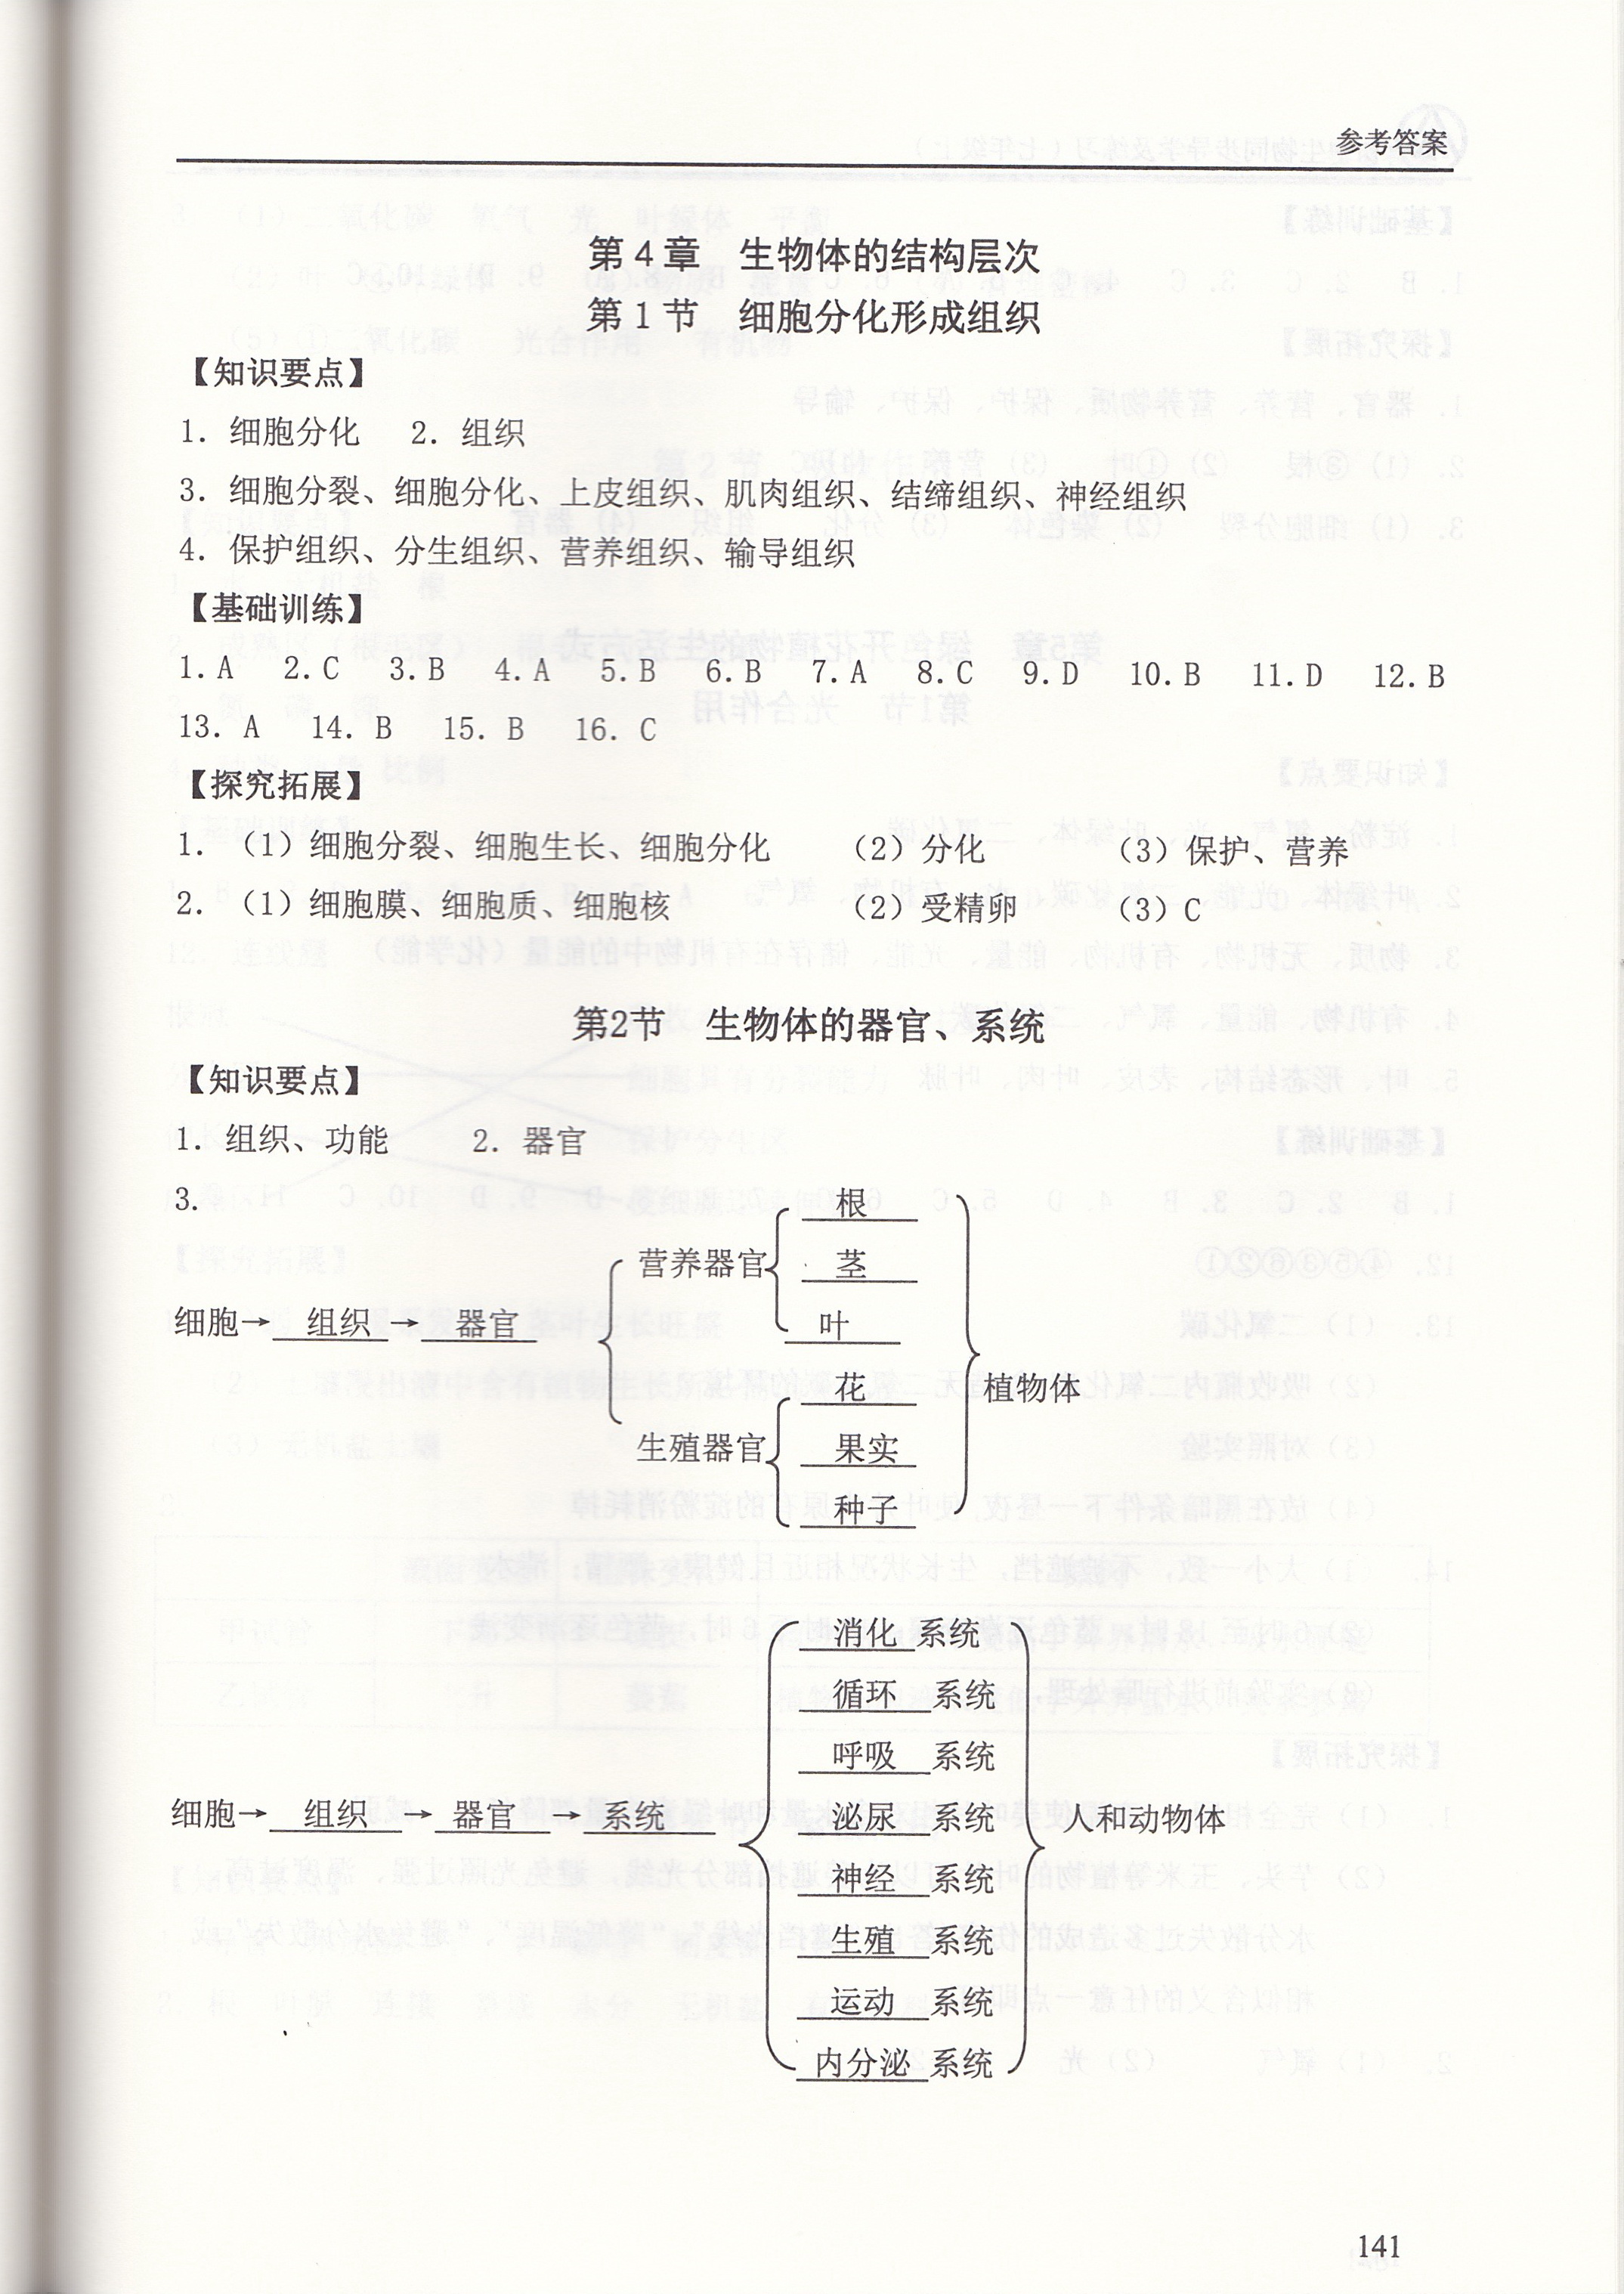 参考答案
第4章 生物体的结构层次
第1节 细胞分化形成组织
【知识要点】
1. 细胞分化 2. 组织
3. 细胞分裂、细胞分化、上皮组织、肌肉组织、结缔组织、神经组织
4. 保护组织、分生组织、营养组织、输导组织
【基础训练】
1. A 2. C 3. B 4. A 5. B 6. B 7. A 8. C 9. D 10. B 11. D 12. B
13. A 14. B 15. B 16. C
【探究拓展】
1. （1）细胞分裂、细胞生长、细胞分化 （2）分化 （3）保护、营养
2. （1）细胞膜、细胞质、细胞核 （2）受精卵 （3）C
第2节 生物体的器官、系统
【知识要点】
1. 组织、功能 2. 器官
3.
细胞→组织→器官
营养器官
根
茎
叶
生殖器官
花
果实
种子
植物体
细胞→组织→器官→系统
消化系统
循环系统
呼吸系统
泌尿系统
神经系统
生殖系统
运动系统
内分泌系统
人和动物体
141